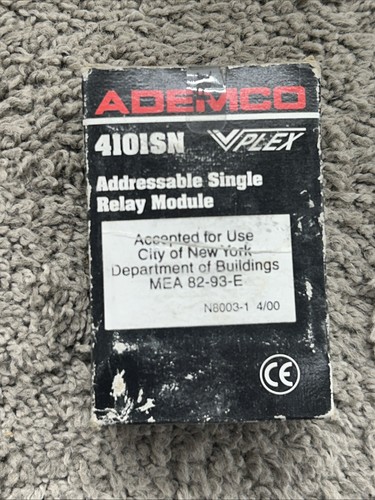 ADEMCO
4101SN VPLEX
Addressable Single
Relay Module
Accepted for Use
City of New York
Department of Buildings
MEA 82-93-E
N8003-1 4/00
CE